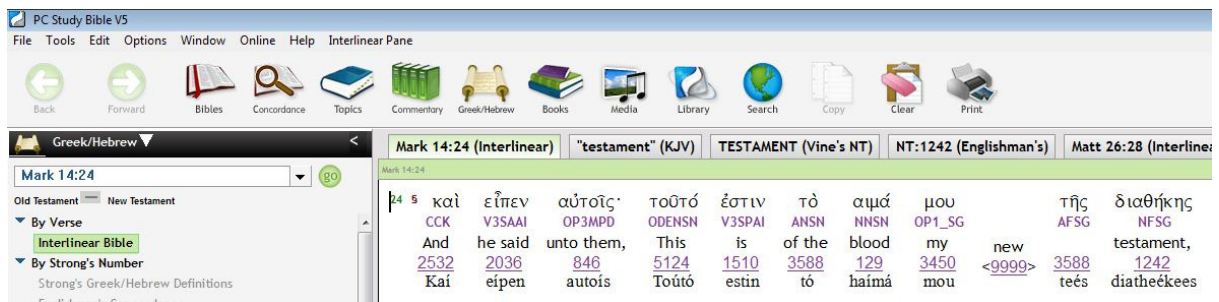 PC Study Bible V5
File Tools Edit Options Window Online Help Interlinear Pane
Back Forward Bibles Concordance Topics Commentary Greek/Hebrew Books Media Library Search Copy Clear Print
Greek/Hebrew <
Mark 14:24 (Interlinear) "testament" (KJV) TESTAMENT (Vine's NT) NT:1242 (Englishman's) Matt 26:28 (Interlinea
Mark 14:24 go
Mark 14:24
Old Testament New Testament
By Verse
Interlinear Bible
By Strong's Number
Strong's Greek/Hebrew Definitions
24 § καὶ εἶπεν αὐτοῖς· τοῦτό ἐστιν τὸ αιμά μου τῆς διαθήκης
CCK V3SAAI OP3MPD ODENSN V3SPAI ANSN NNSN OP1_SG AFSG NFSG
And he said unto them, This is of the blood my new testament,
2532 2036 846 5124 1510 3588 129 3450 <9999> 3588 1242
Kaí eípen autoís Toútó estin tó haímá mou teés diatheékees